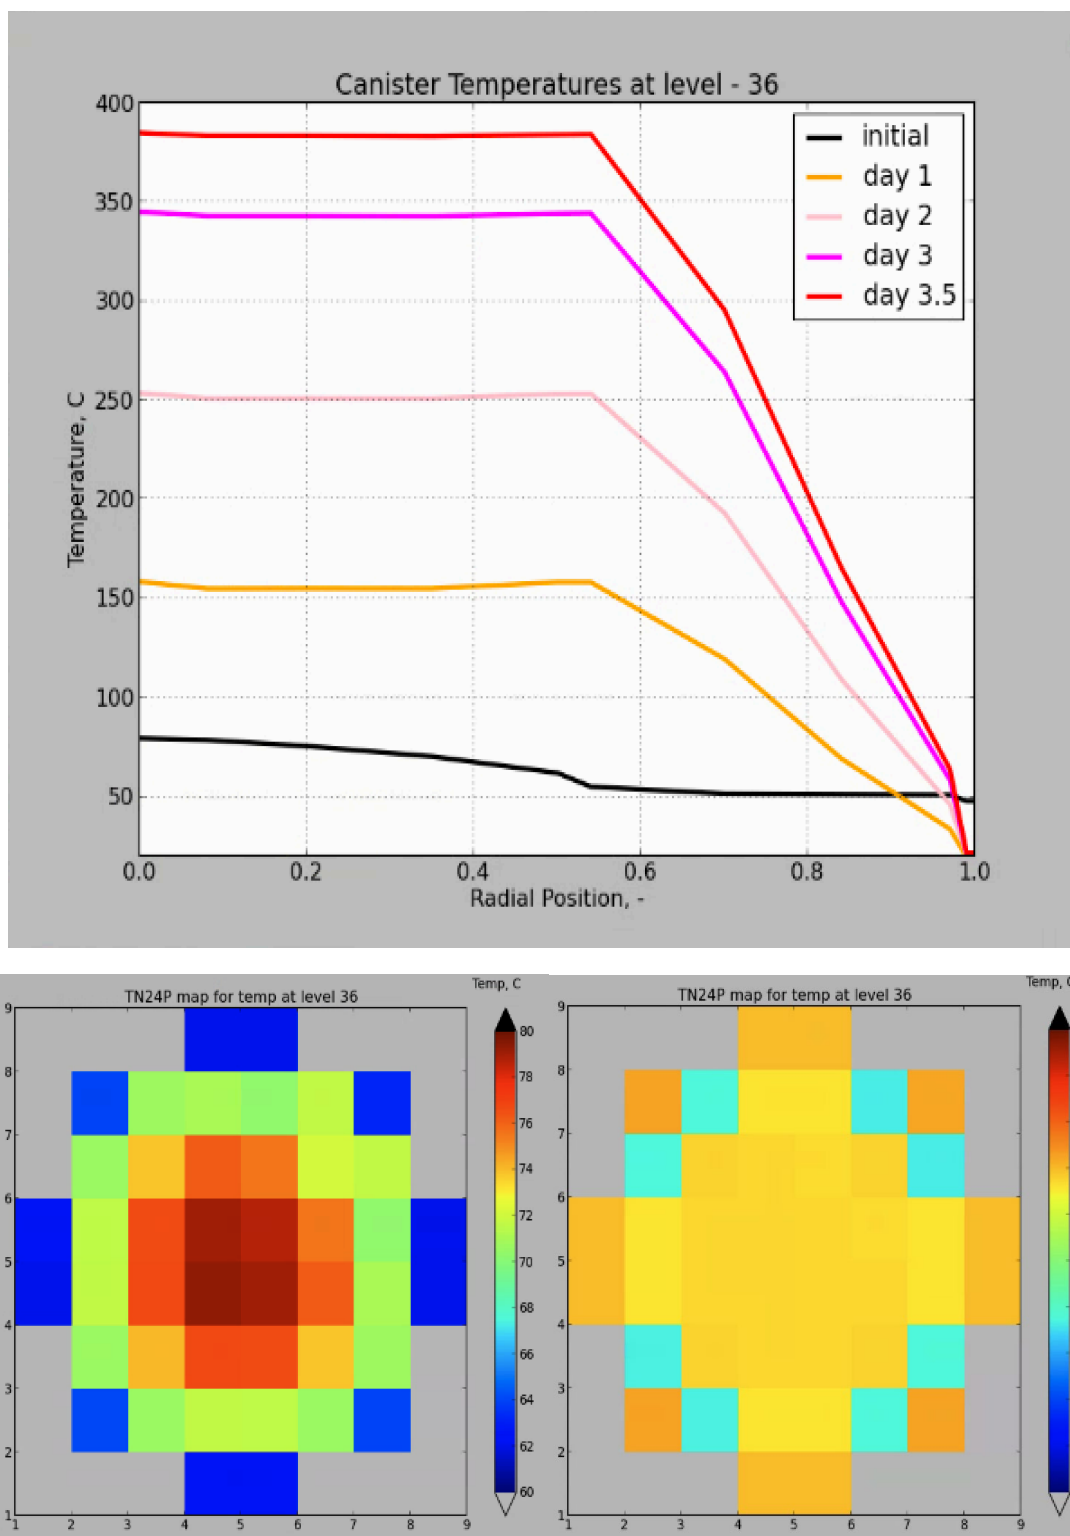 Canister Temperatures at level - 36
400
350
300
250
200
150
100
50
Temperature, C
initial
day 1
day 2
day 3
day 3.5
0.0 0.2 0.4 0.6 0.8 1.0
Radial Position, -
Temp, C
TN24P map for temp at level 36
9
8
7
6
5
4
3
2
1
1 2 3 4 5 6 7 8 9
80
78
76
74
72
70
68
66
64
62
60
Temp,
TN24P map for temp at level 36
9
8
7
6
5
4
3
2
1
1 2 3 4 5 6 7 8 9